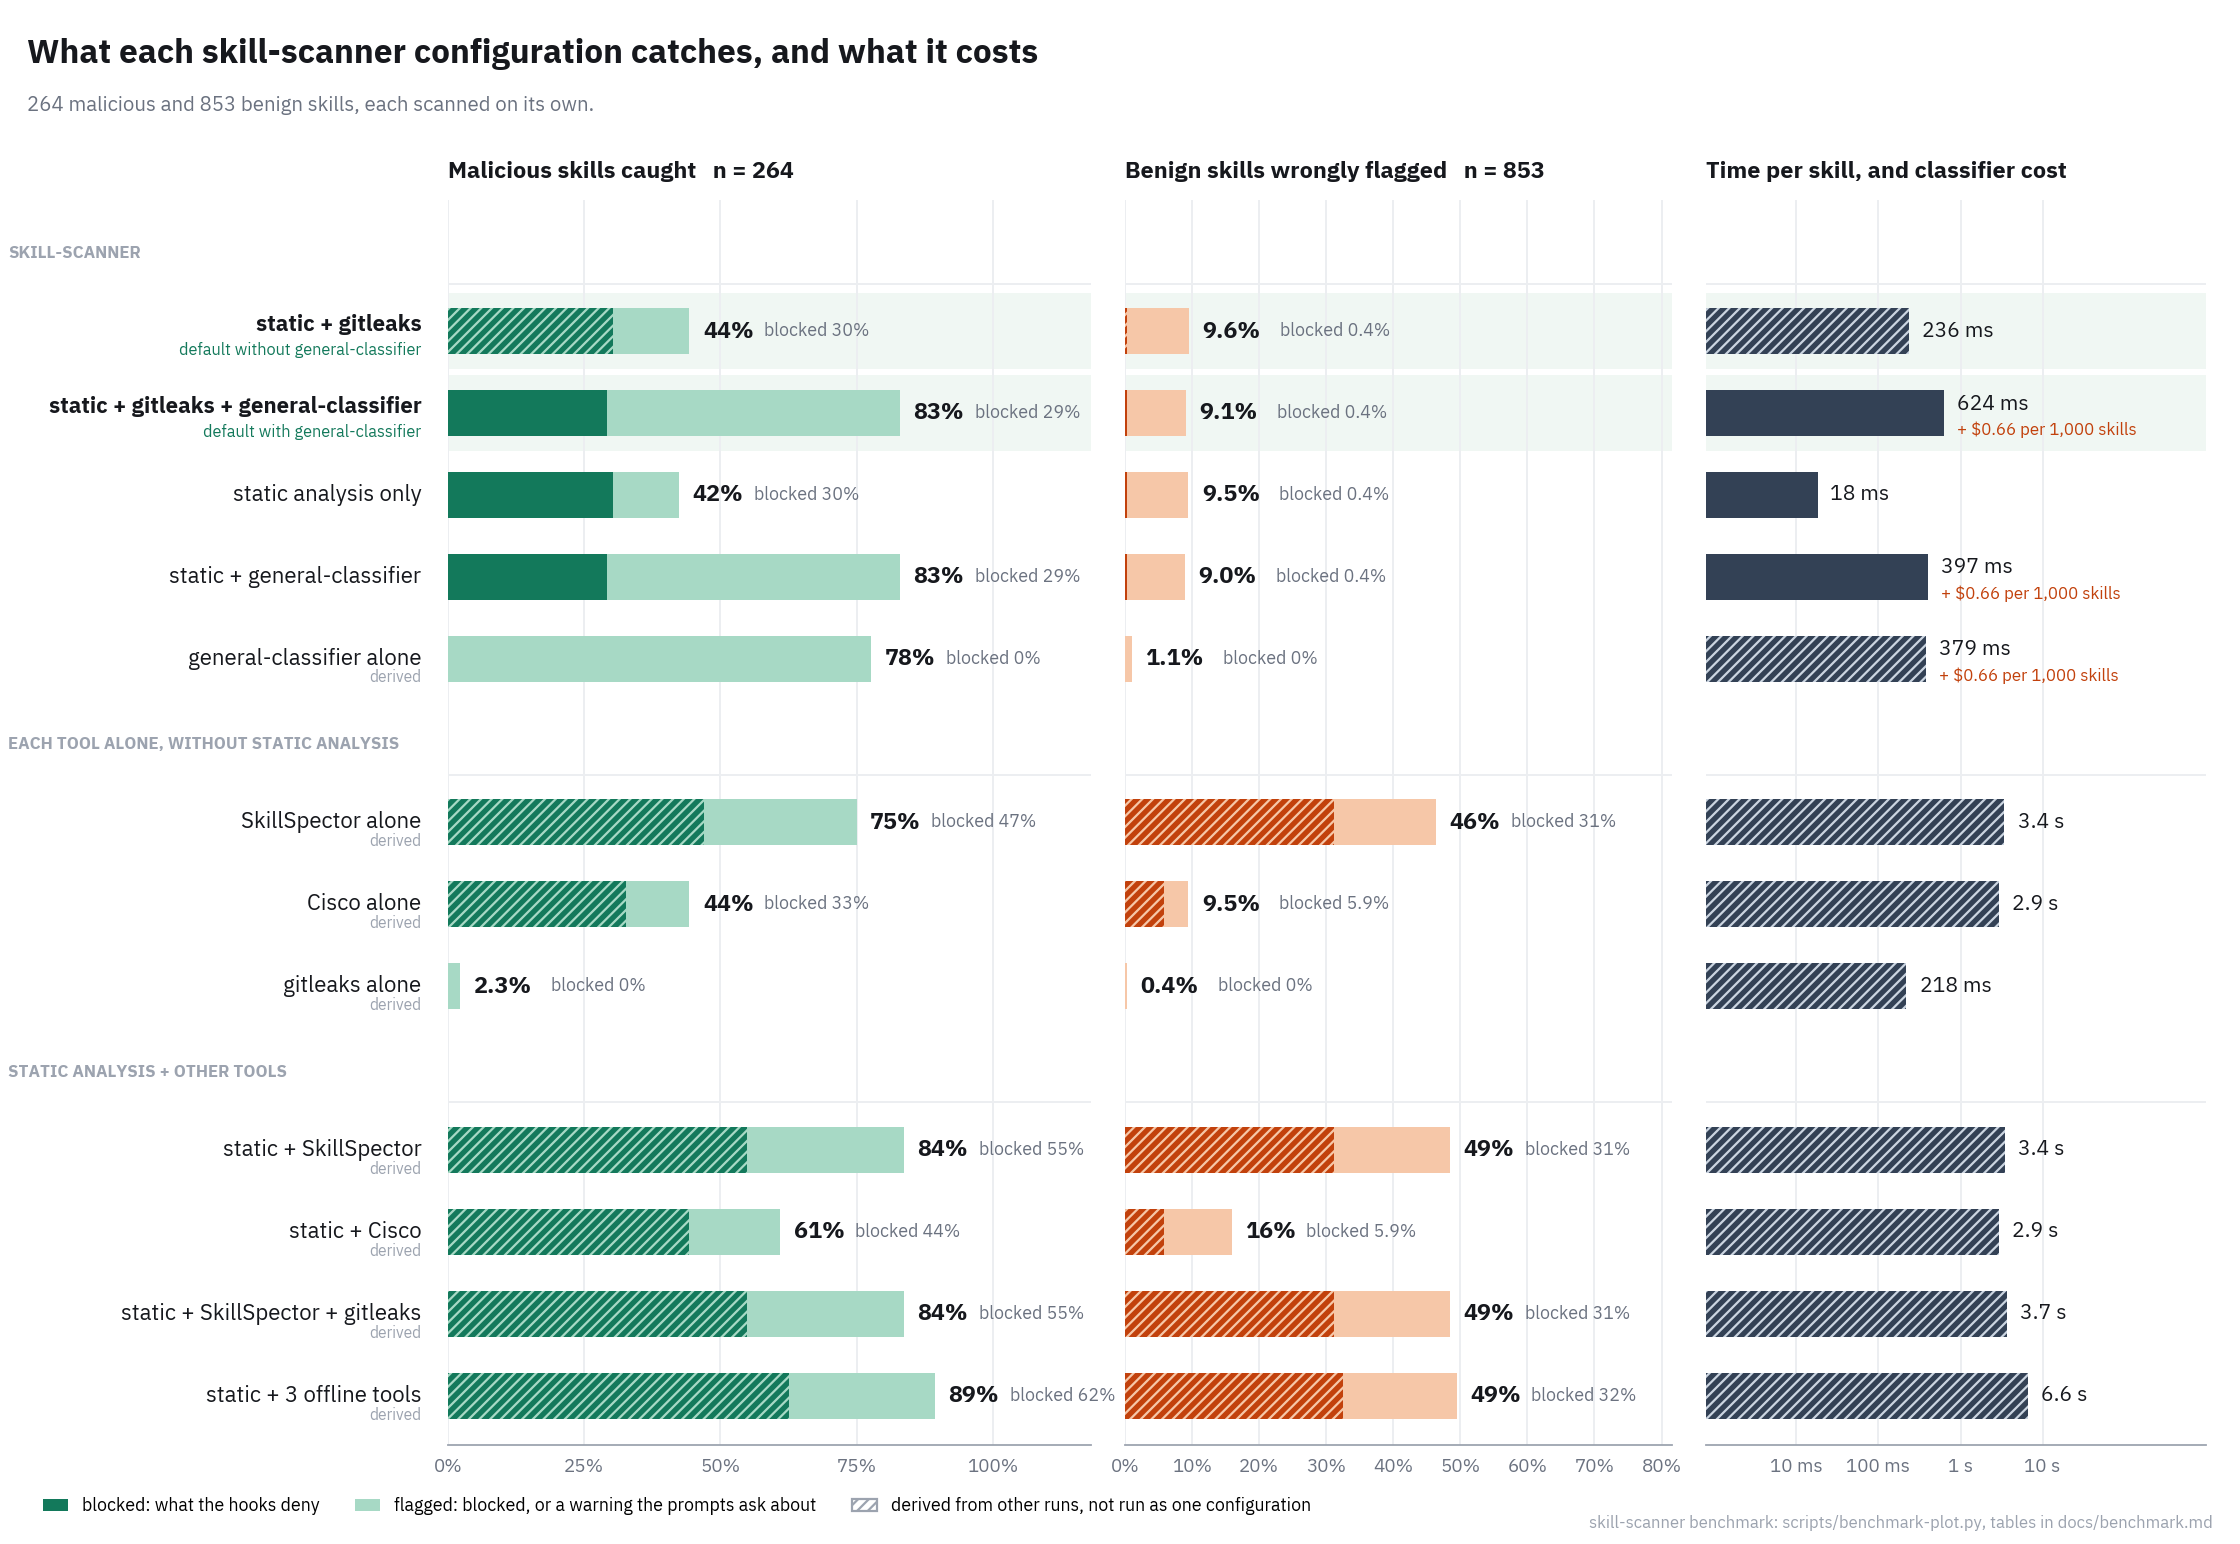 What each skill-scanner configuration catches, and what it costs
264 malicious and 853 benign skills, each scanned on its own.
Malicious skills caught n = 264
Benign skills wrongly flagged n = 853
Time per skill, and classifier cost
SKILL-SCANNER
static + gitleaks
default without general-classifier
44% blocked 30%
9.6% blocked 0.4%
236 ms
static + gitleaks + general-classifier
default with general-classifier
83% blocked 29%
9.1% blocked 0.4%
624 ms
+ $0.66 per 1,000 skills
static analysis only
42% blocked 30%
9.5% blocked 0.4%
18 ms
static + general-classifier
83% blocked 29%
9.0% blocked 0.4%
397 ms
+ $0.66 per 1,000 skills
general-classifier alone
derived
78% blocked 0%
1.1% blocked 0%
379 ms
+ $0.66 per 1,000 skills
EACH TOOL ALONE, WITHOUT STATIC ANALYSIS
SkillSpector alone
derived
75% blocked 47%
46% blocked 31%
3.4 s
Cisco alone
derived
44% blocked 33%
9.5% blocked 5.9%
2.9 s
gitleaks alone
derived
2.3% blocked 0%
0.4% blocked 0%
218 ms
STATIC ANALYSIS + OTHER TOOLS
static + SkillSpector
derived
84% blocked 55%
49% blocked 31%
3.4 s
static + Cisco
derived
61% blocked 44%
16% blocked 5.9%
2.9 s
static + SkillSpector + gitleaks
derived
84% blocked 55%
49% blocked 31%
3.7 s
static + 3 offline tools
derived
89% blocked 62%
49% blocked 32%
6.6 s
0% 25% 50% 75% 100%
0% 10% 20% 30% 40% 50% 60% 70% 80%
10 ms 100 ms 1 s 10 s
blocked: what the hooks deny
flagged: blocked, or a warning the prompts ask about
derived from other runs, not run as one configuration
skill-scanner benchmark: scripts/benchmark-plot.py, tables in docs/benchmark.md